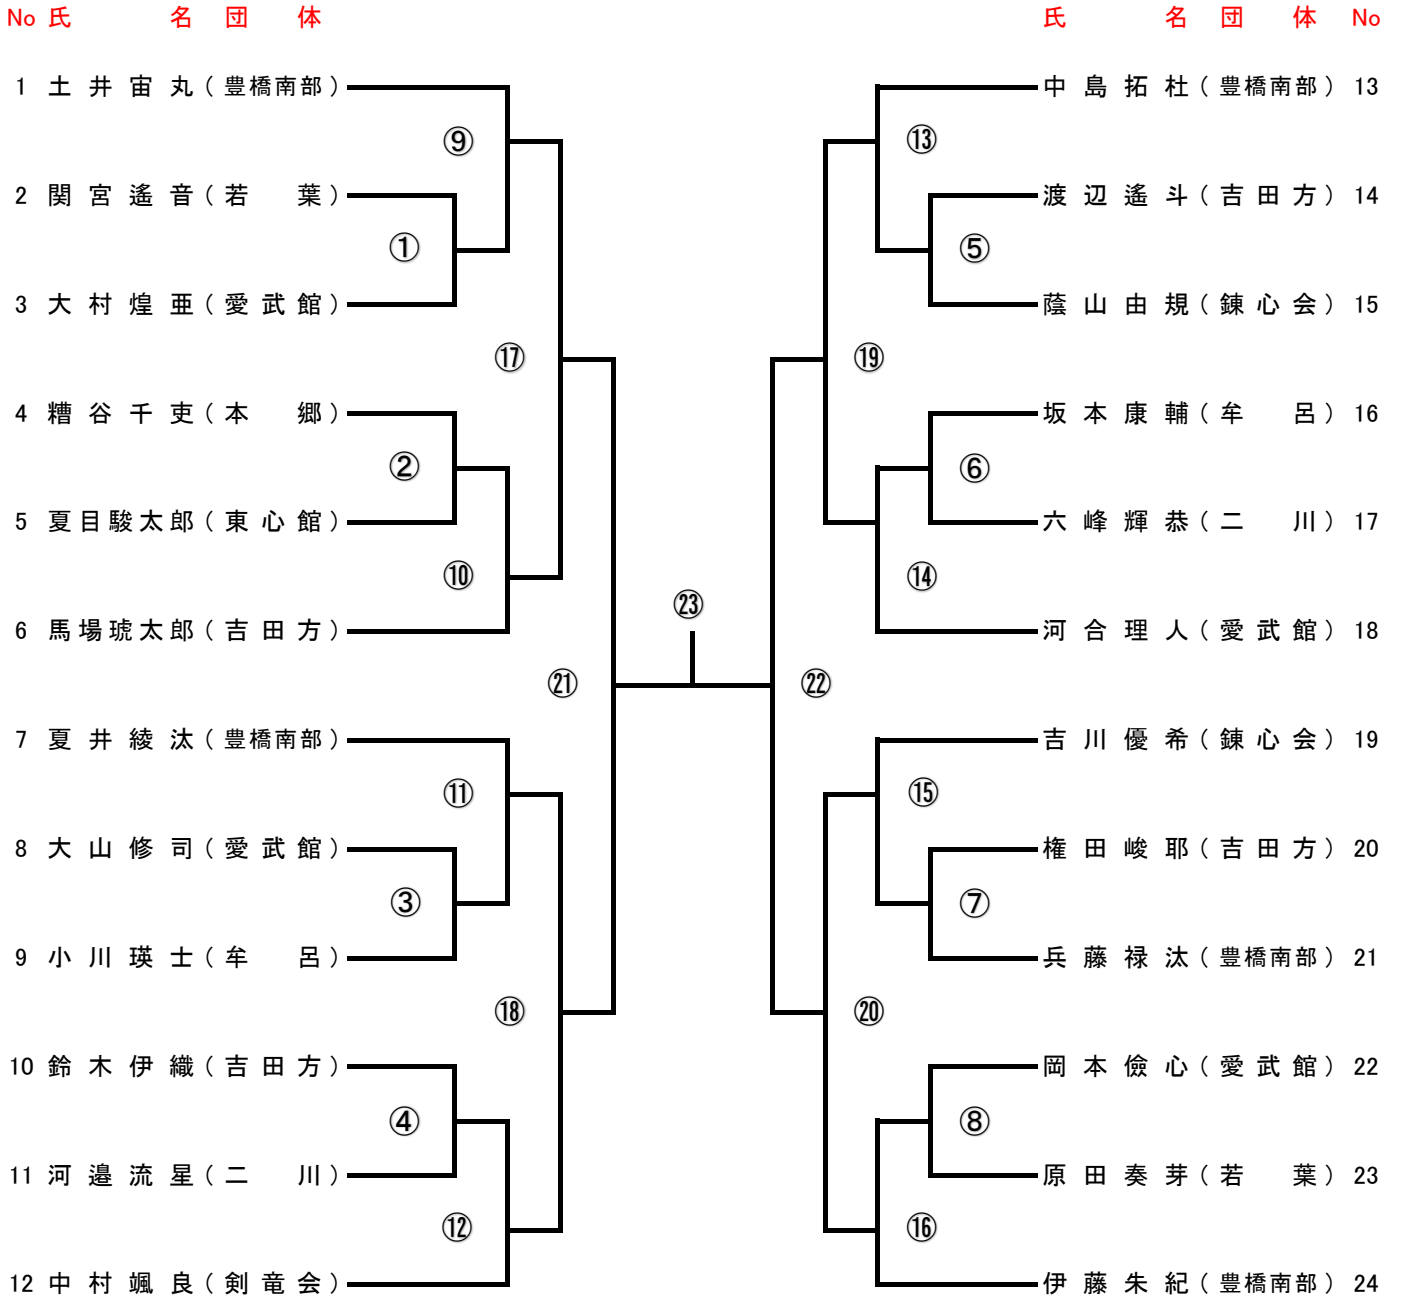 No 氏 名 団 体 氏 名 団 体 No
1 土井宙丸（豊橋南部） 中島拓杜（豊橋南部） 13
⑨ ⑬
2 関宮遙音（若葉） 渡辺遙斗（吉田方） 14
① ⑤
3 大村煌亜（愛武館） 蔭山由規（錬心会） 15
⑰ ⑲
4 糟谷千吏（本郷） 坂本康輔（牟呂） 16
② ⑥
5 夏目駿太郎（東心館） 六峰輝恭（二川） 17
⑩ ⑭
㉓
6 馬場琥太郎（吉田方） 河合理人（愛武館） 18
㉑ ㉒
7 夏井綾汰（豊橋南部） 吉川優希（錬心会） 19
⑪ ⑮
8 大山修司（愛武館） 権田峻耶（吉田方） 20
③ ⑦
9 小川瑛士（牟呂） 兵藤禄汰（豊橋南部） 21
⑱ ⑳
10 鈴木伊織（吉田方） 岡本儉心（愛武館） 22
④ ⑧
11 河邉流星（二川） 原田奏芽（若葉） 23
⑫ ⑯
12 中村颯良（剣竜会） 伊藤朱紀（豊橋南部） 24